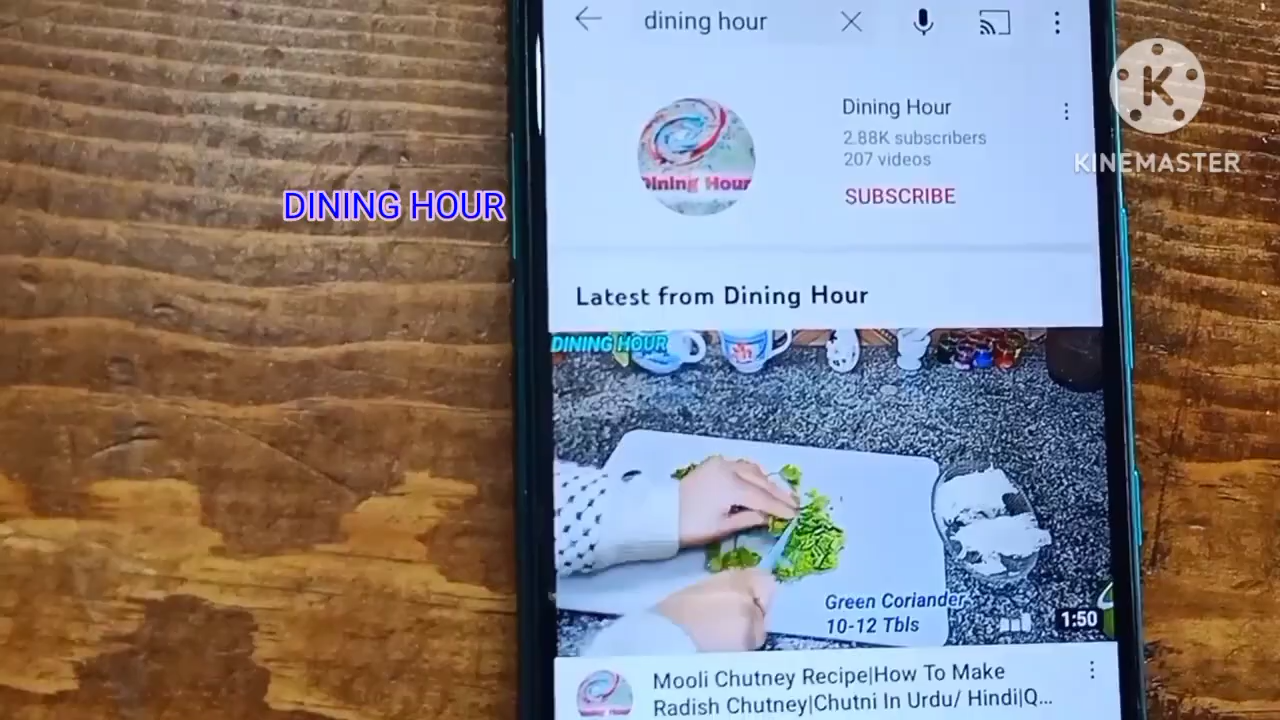 dining hour
Dining Hour
2.88K subscribers
207 videos
SUBSCRIBE
Dining Hour
K
KINEMASTER
DINING HOUR
Latest from Dining Hour
DINING HOUR
Green Coriander
10-12 Tbls
1:50
Mooli Chutney Recipe|How To Make
Radish Chutney|Chutni In Urdu/ Hindi|Q...